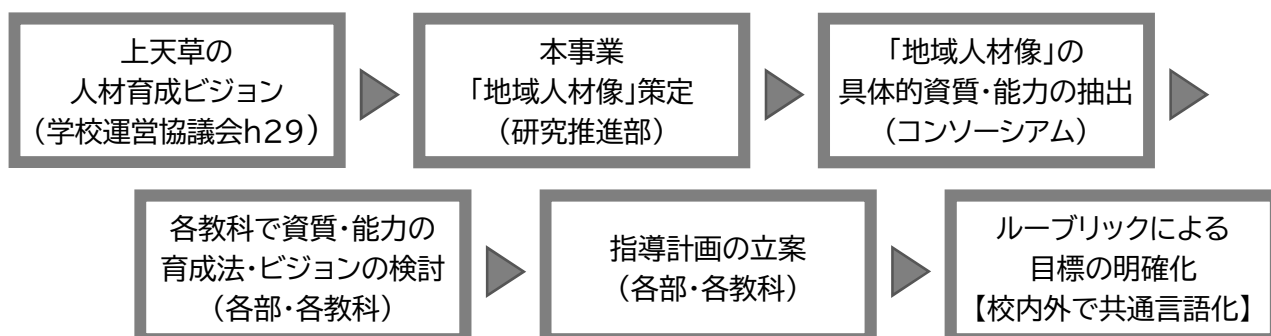 上天草の
人材育成ビジョン
（学校運営協議会h29）
本事業
「地域人材像」策定
（研究推進部）
「地域人材像」の
具体的資質・能力の抽出
（コンソーシアム）
各教科で資質・能力の
育成法・ビジョンの検討
（各部・各教科）
指導計画の立案
（各部・各教科）
ルーブリックによる
目標の明確化
【校内外で共通言語化】